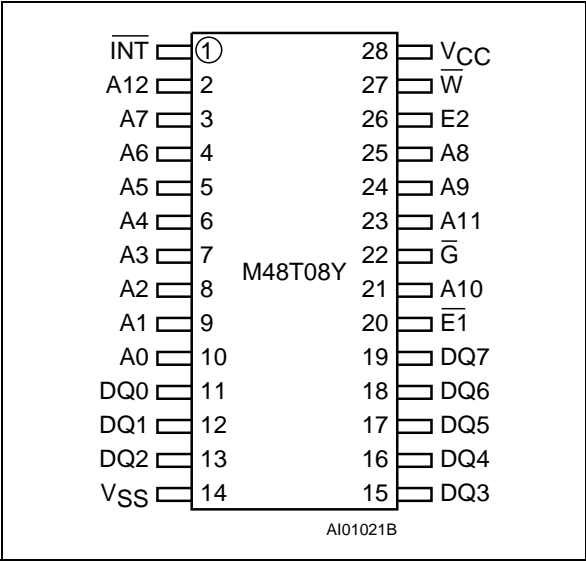 I̅N̅T̅ 1 28 VCC
A12 2 27 W̅
A7 3 26 E2
A6 4 25 A8
A5 5 24 A9
A4 6 23 A11
A3 7 22 G̅
M48T08Y
A2 8 21 A10
A1 9 20 E̅1̅
A0 10 19 DQ7
DQ0 11 18 DQ6
DQ1 12 17 DQ5
DQ2 13 16 DQ4
VSS 14 15 DQ3
AI01021B